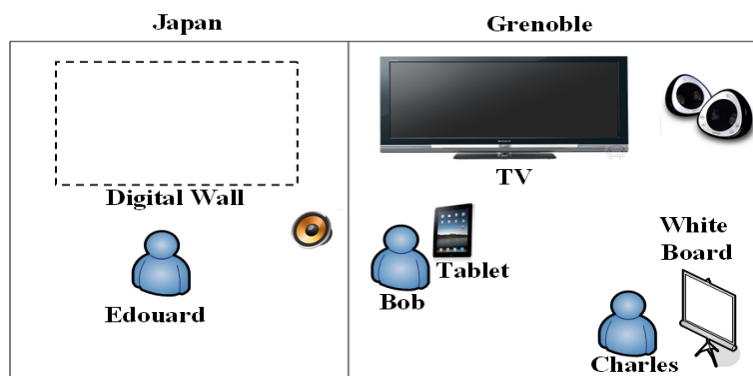 Japan
Grenoble
Digital Wall
TV
Edouard
Bob
Tablet
White
Board
Charles